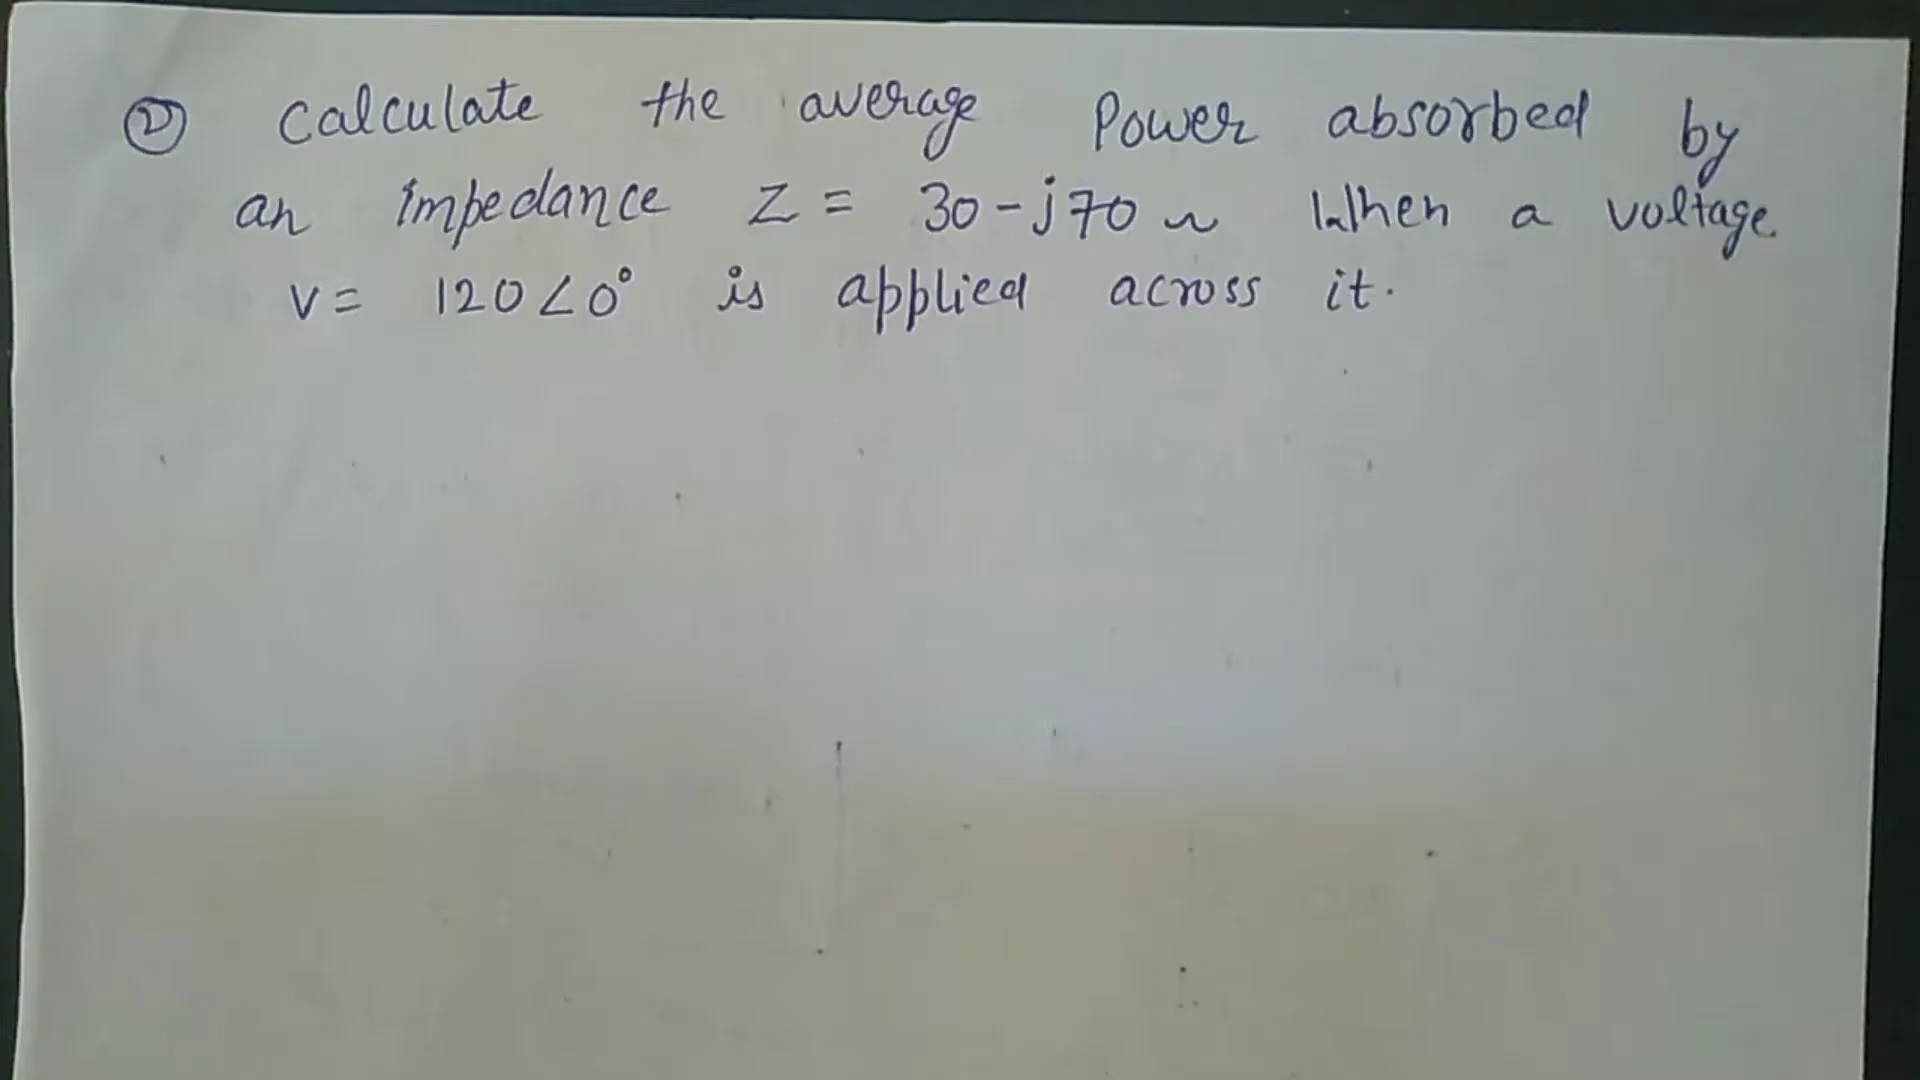 ② Calculate the average Power absorbed by
an impedance Z = 30 - j70 ~ When a voltage
V = 120∠0° is applied across it.